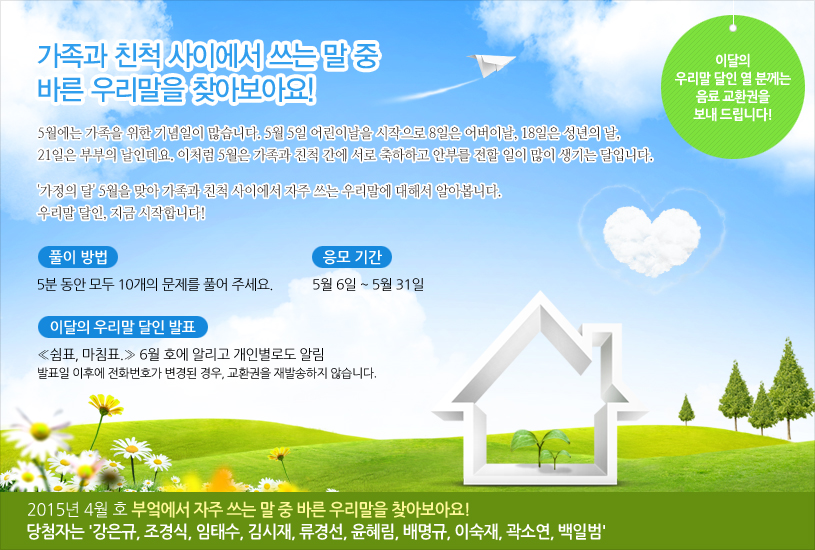 가족과 친척 사이에서 쓰는 말 중
바른 우리말을 찾아보아요!
이달의
우리말 달인 열 분께는
음료 교환권을
보내 드립니다!
5월에는 가족을 위한 기념일이 많습니다. 5월 5일 어린이날을 시작으로 8일은 어버이날, 18일은 성년의 날,
21일은 부부의 날인데요. 이처럼 5월은 가족과 친척 간에 서로 축하하고 안부를 전할 일이 많이 생기는 달입니다.
'가정의 달' 5월을 맞아 가족과 친척 사이에서 자주 쓰는 우리말에 대해서 알아봅니다.
우리말 달인, 지금 시작합니다!
풀이 방법
5분 동안 모두 10개의 문제를 풀어 주세요.
응모 기간
5월 6일 ~ 5월 31일
이달의 우리말 달인 발표
≪쉼표, 마침표.≫ 6월 호에 알리고 개인별로도 알림
발표일 이후에 전화번호가 변경된 경우, 교환권을 재발송하지 않습니다.
2015년 4월 호 부엌에서 자주 쓰는 말 중 바른 우리말을 찾아보아요!
당첨자는 '강은규, 조경식, 임태수, 김시재, 류경선, 윤혜림, 배명규, 이숙재, 곽소연, 백일범'